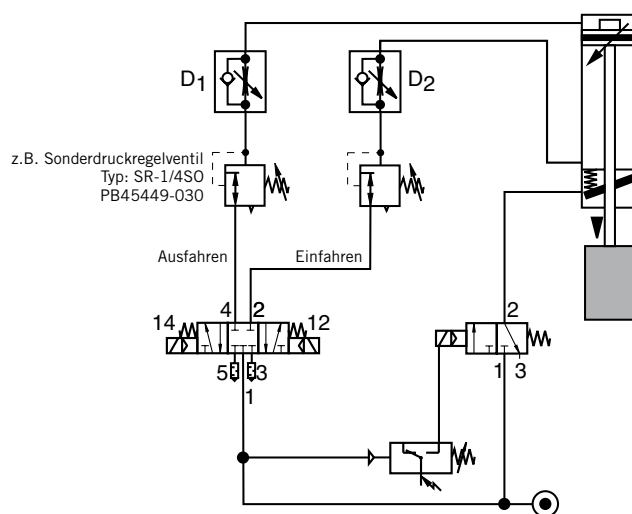 D1
D2
z.B. Sonderdruckregelventil
Typ: SR-1/4SO
PB45449-030
Ausfahren
Einfahren
4 2
14
12
5 3
1
2
1 3